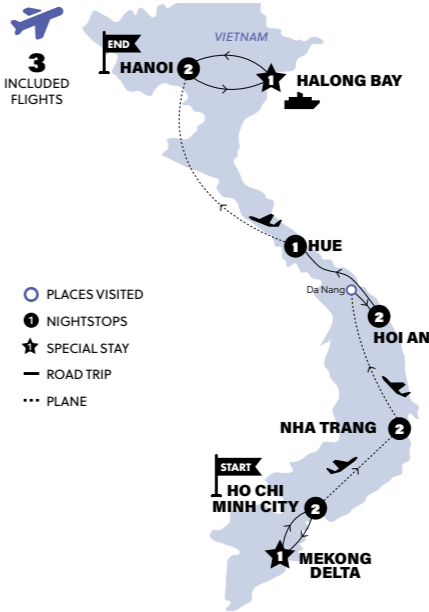 3
INCLUDED
FLIGHTS
END
VIETNAM
HANOI
2
1
HALONG BAY
1
HUE
Da Nang
2
HOI AN
PLACES VISITED
1 NIGHTSTOPS
1 SPECIAL STAY
ROAD TRIP
PLANE
NHA TRANG
2
START
HO CHI
MINH CITY
2
1
MEKONG
DELTA